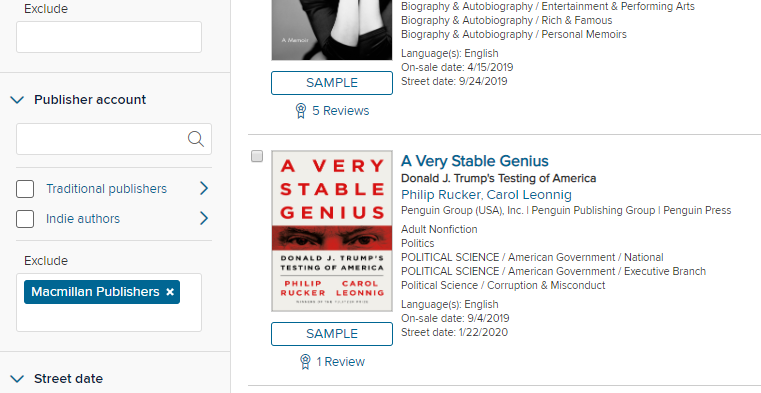 Exclude
Publisher account
Traditional publishers
Indie authors
Exclude
Macmillan Publishers ×
Street date
A Memoir
SAMPLE
5 Reviews
Biography & Autobiography / Entertainment & Performing Arts
Biography & Autobiography / Rich & Famous
Biography & Autobiography / Personal Memoirs
Language(s): English
On-sale date: 4/15/2019
Street date: 9/24/2019
A VERY
STABLE
GENIUS
DONALD J. TRUMP'S
TESTING OF AMERICA
PHILIP CAROL
RUCKER LEONNIG
WINNERS OF THE PULITZER PRIZE
SAMPLE
1 Review
A Very Stable Genius
Donald J. Trump's Testing of America
Philip Rucker, Carol Leonnig
Penguin Group (USA), Inc. | Penguin Publishing Group | Penguin Press
Adult Nonfiction
Politics
POLITICAL SCIENCE / American Government / National
POLITICAL SCIENCE / American Government / Executive Branch
Political Science / Corruption & Misconduct
Language(s): English
On-sale date: 9/4/2019
Street date: 1/22/2020